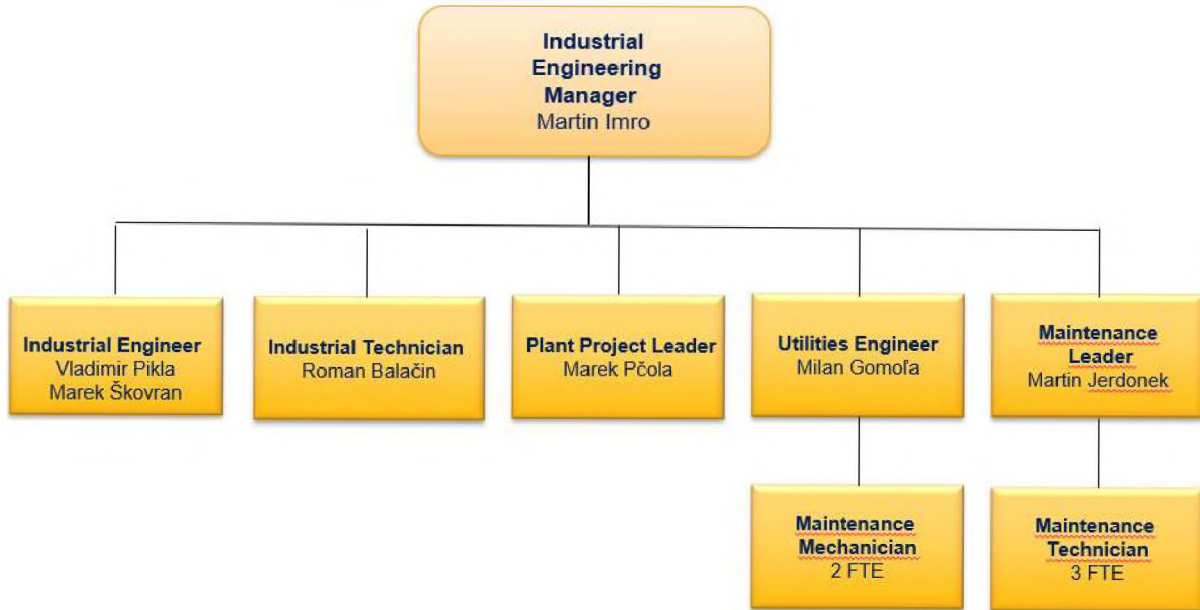 Industrial
Engineering
Manager
Martin Imro
Industrial Engineer
Vladimir Pikla
Marek Škovran
Industrial Technician
Roman Balačin
Plant Project Leader
Marek Pčola
Utilities Engineer
Milan Gomoľa
Maintenance
Leader
Martin Jerdonek
Maintenance
Mechanician
2 FTE
Maintenance
Technician
3 FTE